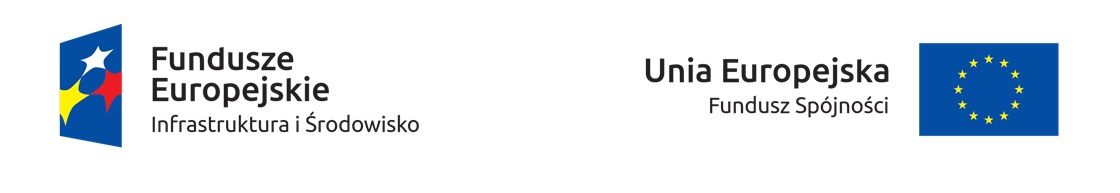 Fundusze
Europejskie
Infrastruktura i Środowisko
Unia Europejska
Fundusz Spójności